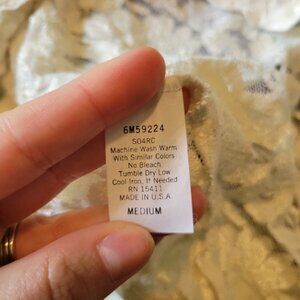 6M59224
S04RC
Machine Wash Warm
With Similar Colors
No Bleach
Tumble Dry Low
Cool Iron, If Needed
RN 15411
MADE IN U.S.A.
MEDIUM